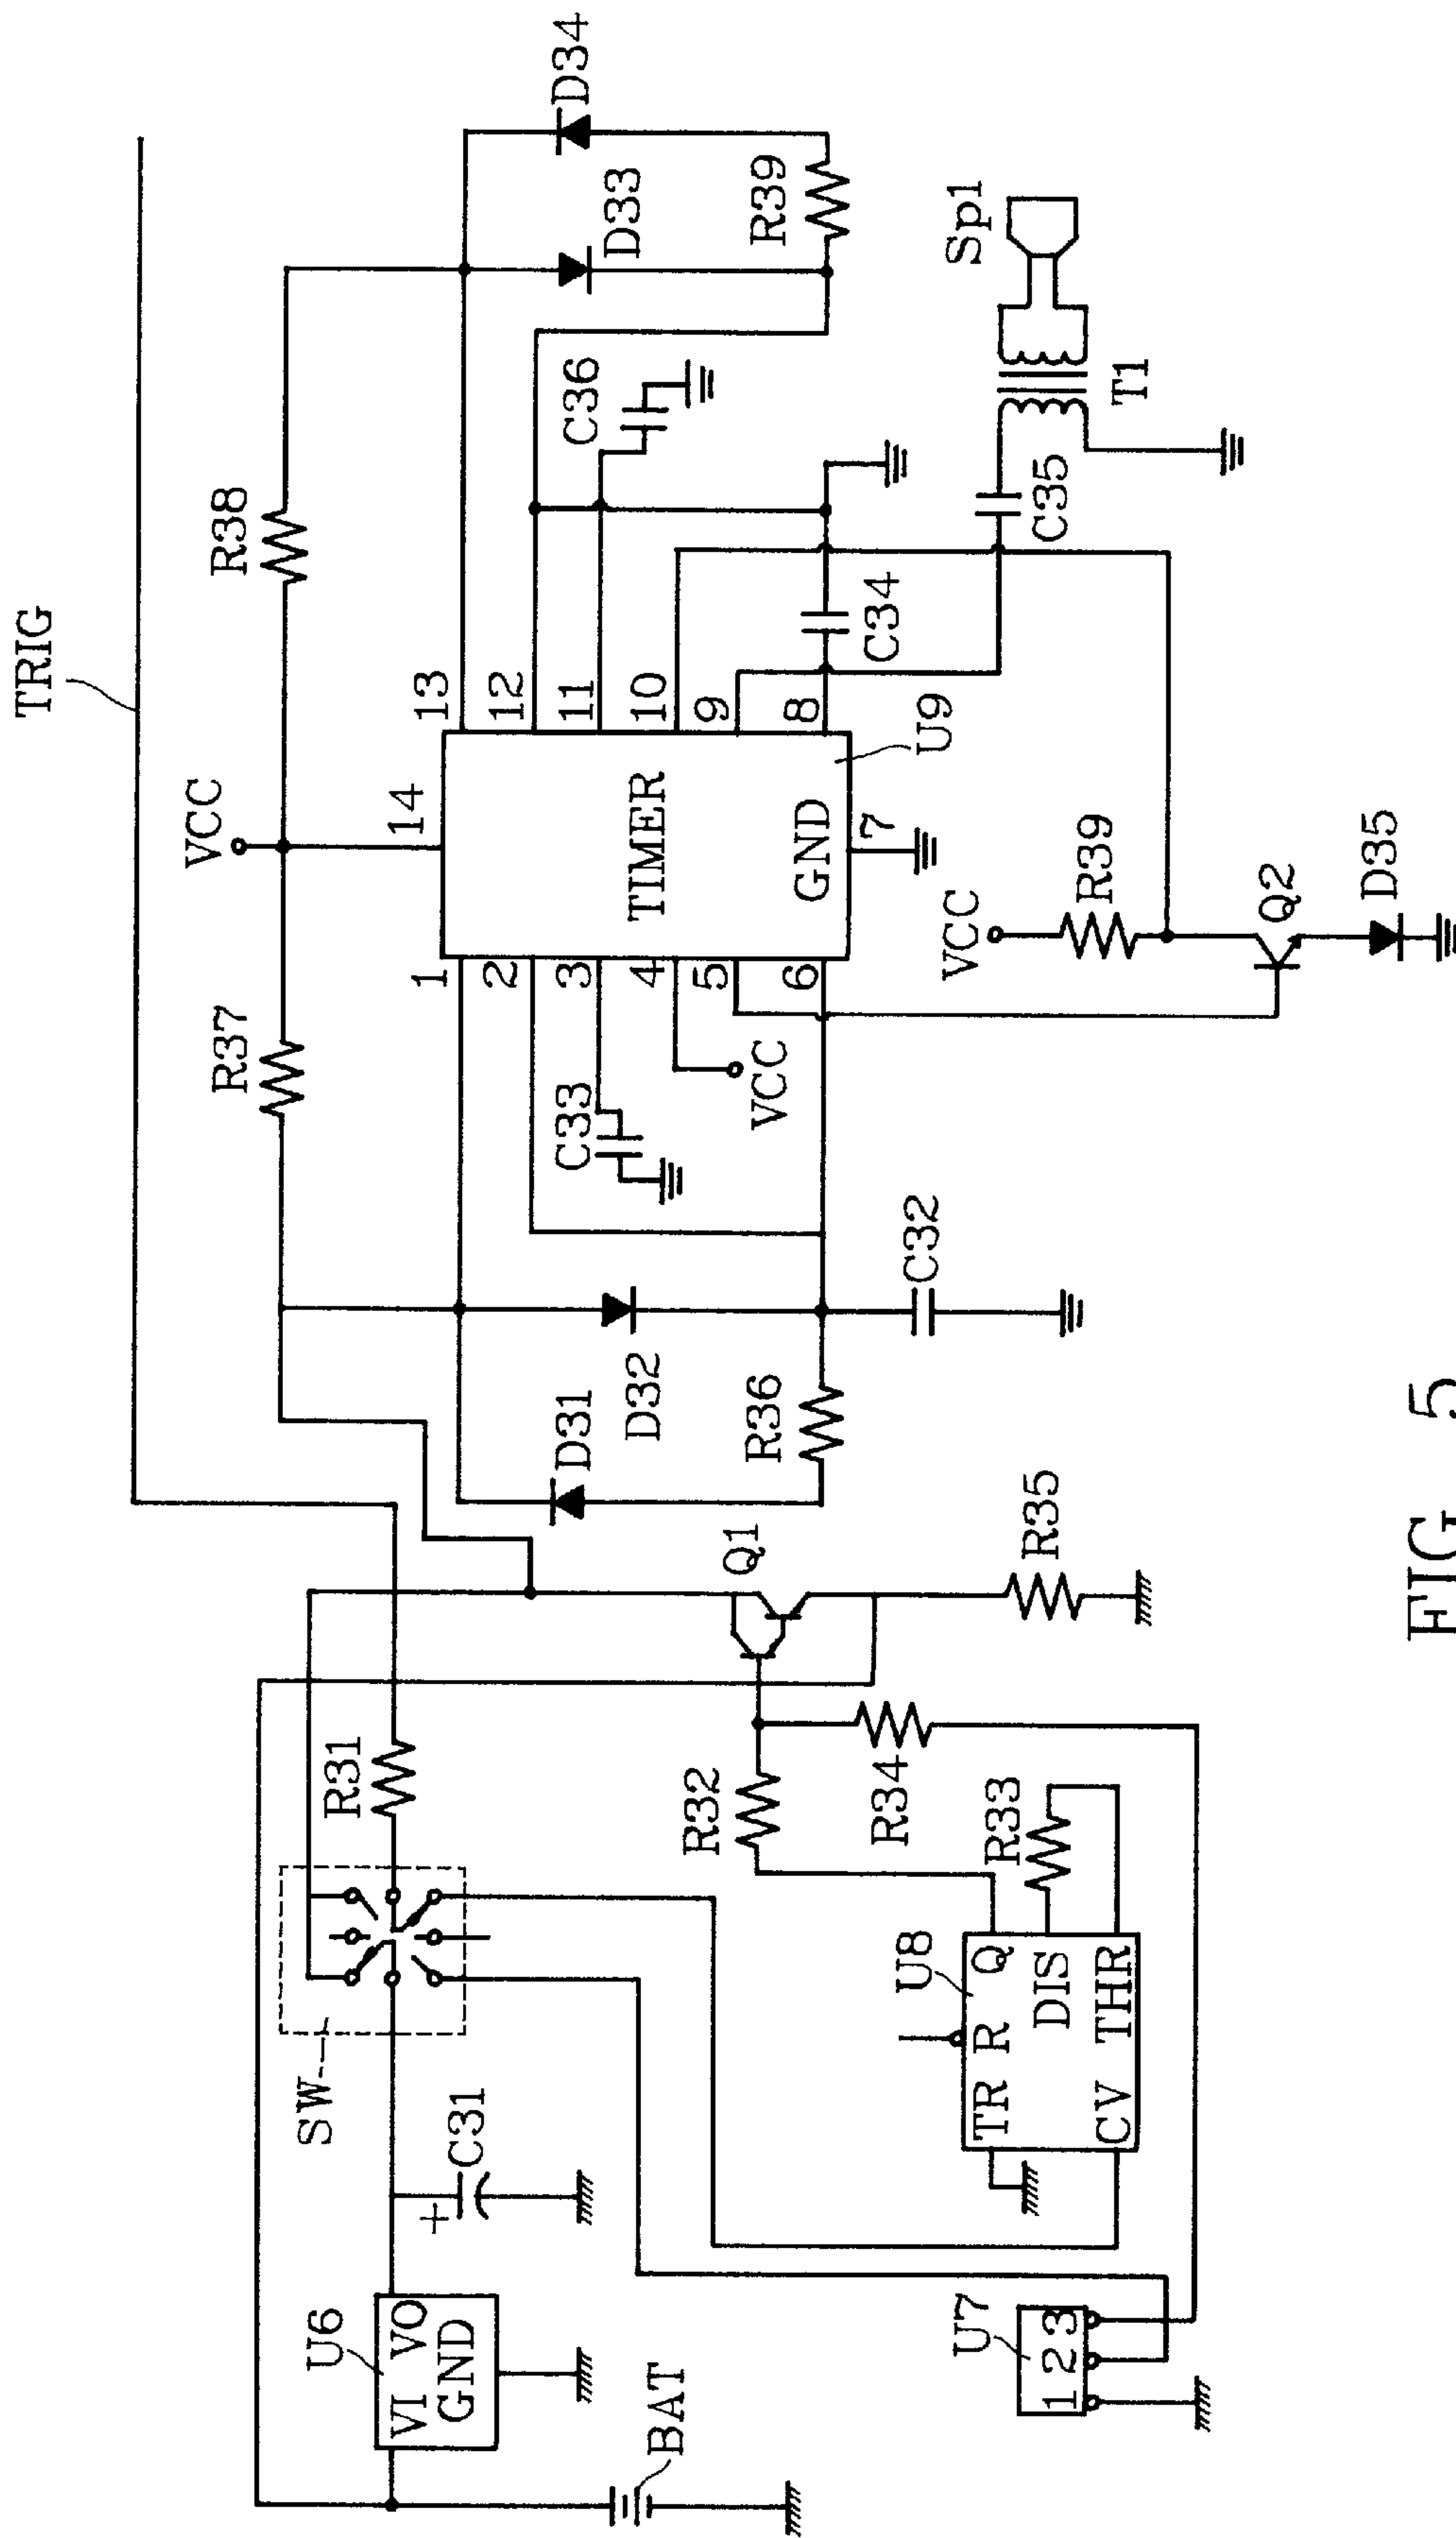 TRIG
VCC
R37
R38
14
1
2
3
4
5
6
TIMER
GND
7
13
12
11
10
9
8
U9
D34
D33
R39
C36
C34
C35
T1
Sp1
C33
VCC
C32
D31
D32
R36
VCC
R39
Q2
D35
Q1
R35
R31
SW
C31
+
U6
VI VO
GND
BAT
R32
R34
R33
U8
TR R Q
DIS
CV THR
U7
1 2 3
FIG. 5